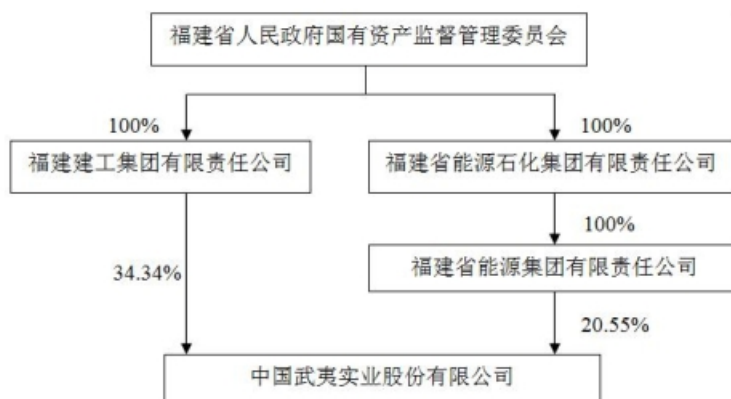 福建省人民政府国有资产监督管理委员会
100%
100%
福建建工集团有限责任公司
福建省能源石化集团有限责任公司
100%
福建省能源集团有限责任公司
34.34%
20.55%
中国武夷实业股份有限公司